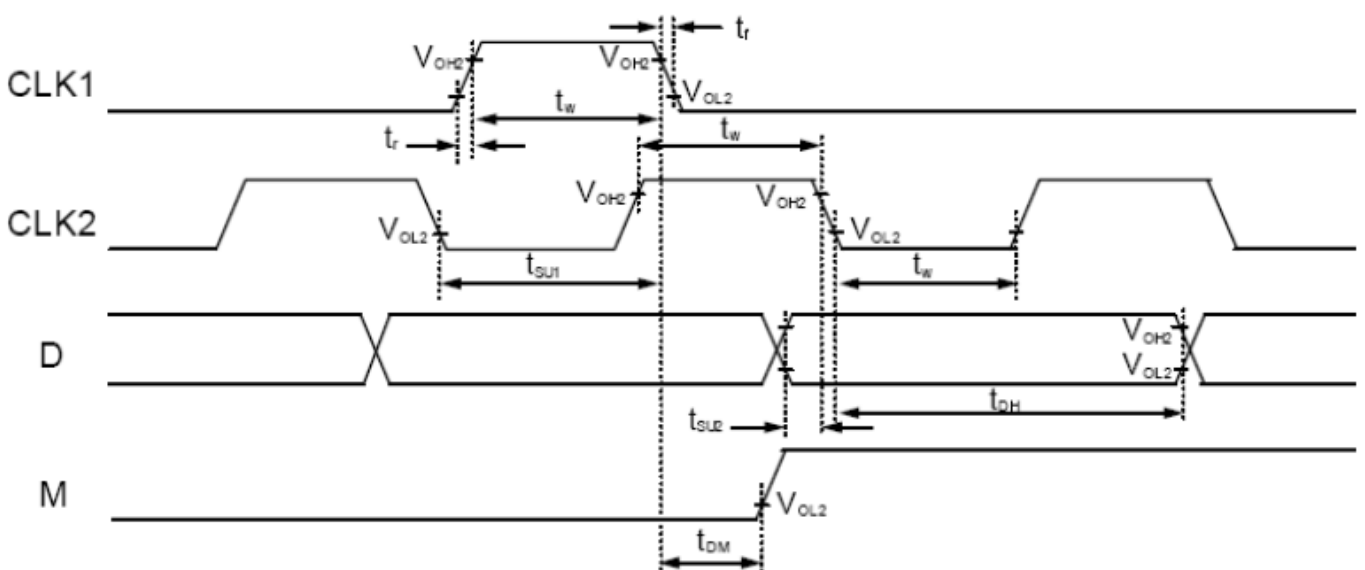 tr
VOH2 VOH2
CLK1 VOL2
tw
tr tw
VOH2 VOH2
CLK2 VOL2 VOL2
tSU1 tw
D VOH2
VOL2
tSU2 tDH
M VOL2
tDM